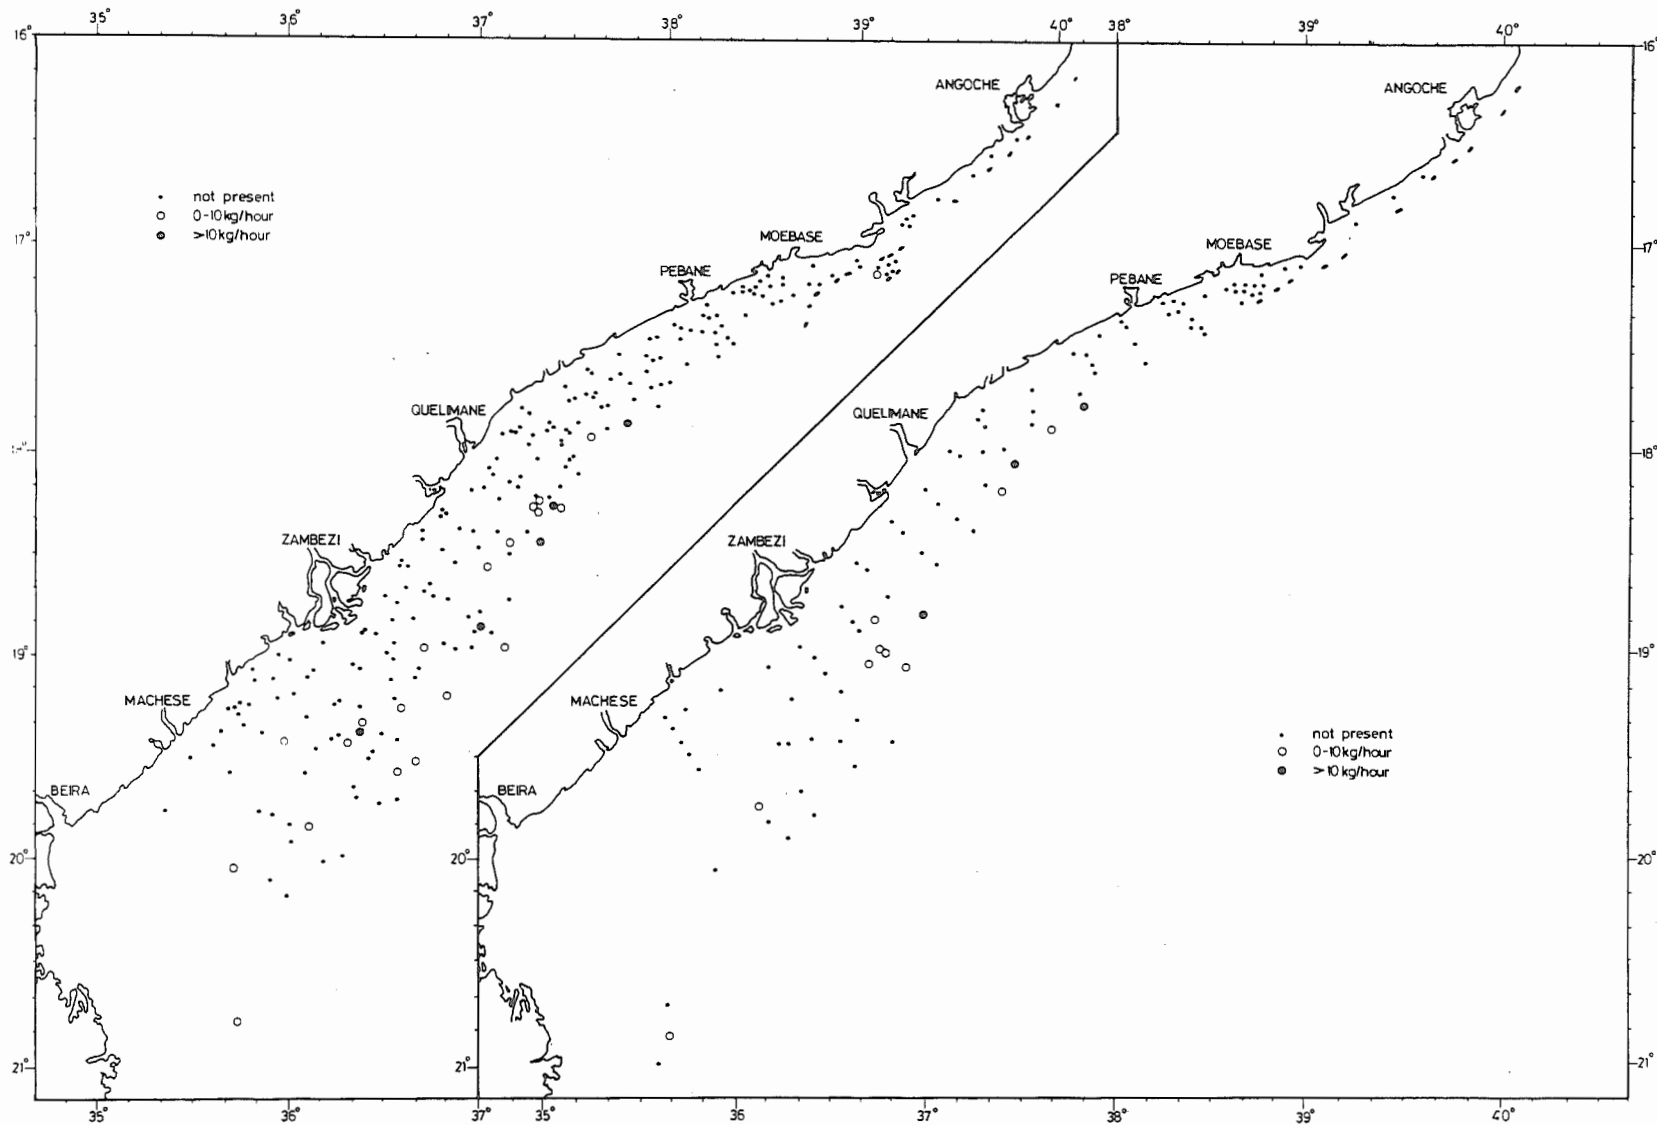 35° 36° 37° 38° 39° 40° 38° 39° 40°
16° -16°
ANGOCHE ANGOCHE
not present
0-10kg/hour
>10kg/hour
17° -17°
MOEBASE MOEBASE
PEBANE PEBANE
QUELIMANE QUELIMANE
18°
ZAMBEZI ZAMBEZI
19° -19°
MACHESE MACHESE
not present
0-10kg/hour
>10kg/hour
BEIRA BEIRA
20° 20° -20°
21° 21° -21°
35° 36° 37° 35° 36° 37° 38° 39° 40°